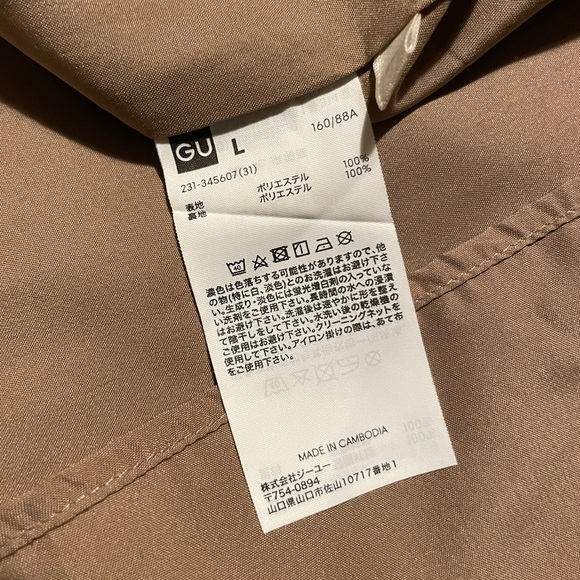 GU L 160/88A
231-345607(31)
表地 ポリエステル 100%
裏地 ポリエステル 100%
40
濃色は色落ちする可能性がありますので、他
の物(特に白、淡色)とのお洗濯はお避け下さ
い。生成り・淡色には蛍光増白剤の入っていな
い洗剤をご使用下さい。長時間の水への浸漬
はお避け下さい。洗濯後は速やかに形を整え
て陰干しをして下さい。水洗い後の乾燥機の
ご使用はお避け下さい。クリーニングネットを
使用して下さい。アイロン掛けの際は、あて布
をご使用下さい。
MADE IN CAMBODIA
株式会社ジーユー
〒754-0894
山口県山口市佐山10717番地1